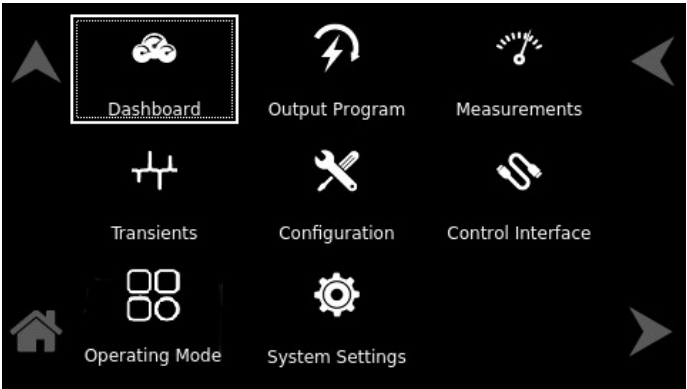 Dashboard
Output Program
Measurements
Transients
Configuration
Control Interface
Operating Mode
System Settings